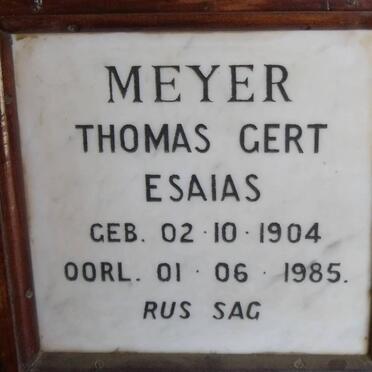 MEYER
THOMAS GERT
ESAIAS
GEB. 02·10·1904
OORL. 01·06·1985.
RUS SAG